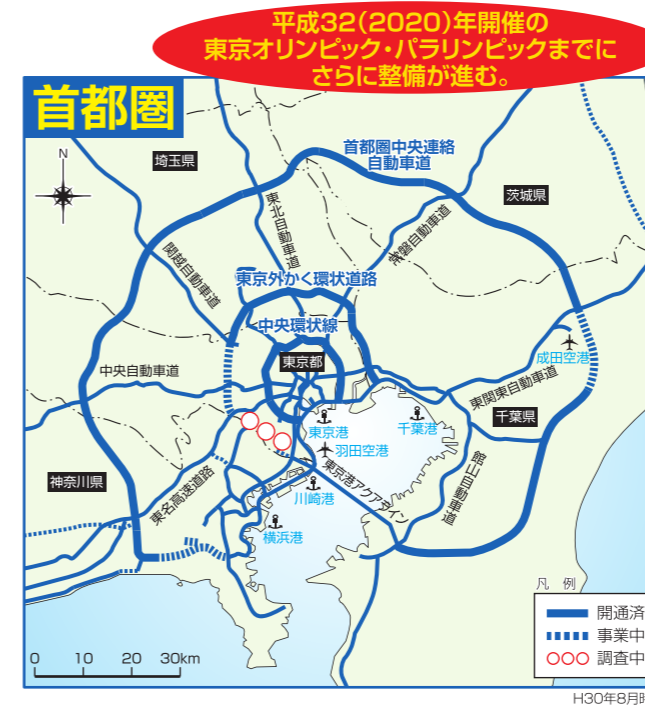 平成32(2020)年開催の
東京オリンピック・パラリンピックまでに
さらに整備が進む。
首都圏
首都圏中央連絡
自動車道
埼玉県
N
茨城県
東北自動車道
常磐自動車道
関越自動車道
東京外かく環状道路
中央環状線
東京都
成田空港
中央自動車道
東関東自動車道
千葉県
東京港
千葉港
羽田空港
神奈川県
東名高速道路
川崎港
東京港アクアライン
館山自動車道
横浜港
凡 例
開通済
事業中
調査中
0 10 20 30km
H30年8月時